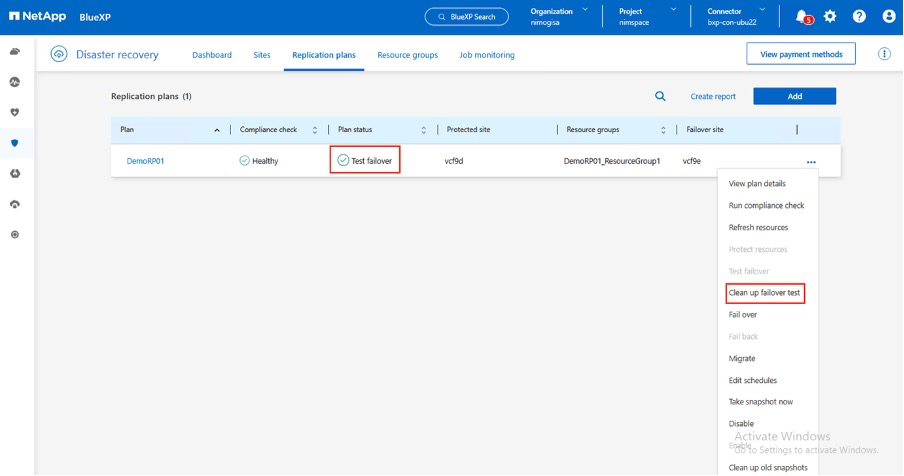 NetApp BlueXP
BlueXP Search
Organization
nimogisa
Project
nimspace
Connector
bxp-con-ubu22
5
Disaster recovery
Dashboard
Sites
Replication plans
Resource groups
Job monitoring
View payment methods
Replication plans (1)
Create report
Add
Plan
Compliance check
Plan status
Protected site
Resource groups
Failover site
DemoRP01
Healthy
Test failover
vcf9d
DemoRP01_ResourceGroup1
vcf9e
View plan details
Run compliance check
Refresh resources
Protect resources
Test failover
Clean up failover test
Fail over
Fail back
Migrate
Edit schedules
Take snapshot now
Disable
Activate Windows
Enable
Go to Settings to activate Windows.
Clean up old snapshots